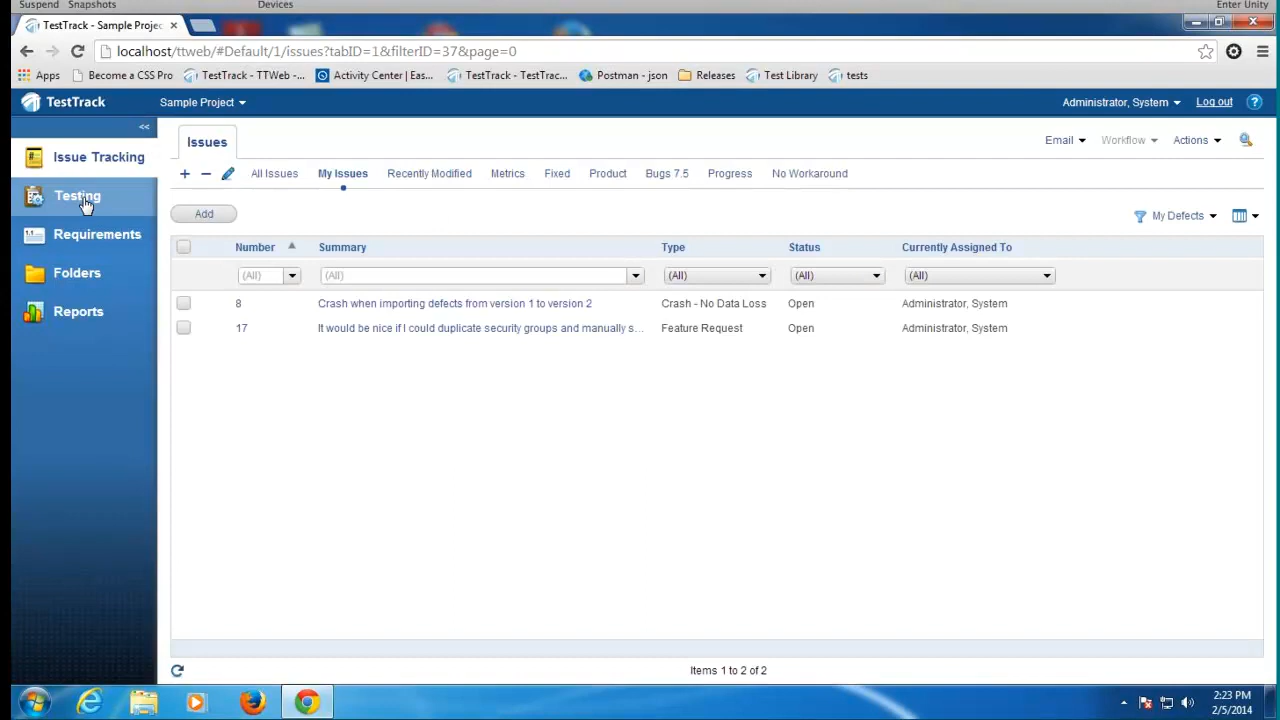 Suspend Snapshots Devices Enter Unity
TestTrack - Sample Projec
localhost/ttweb/#Default/1/issues?tabID=1&filterID=37&page=0
Apps Become a CSS Pro TestTrack - TTWeb -... Activity Center | Eas... TestTrack - TestTrac... Postman - json Releases Test Library tests
TestTrack Sample Project Administrator, System Log out ?
<<
Issues Email Workflow Actions
Issue Tracking
All Issues My Issues Recently Modified Metrics Fixed Product Bugs 7.5 Progress No Workaround
Testing
Add My Defects
Requirements
Number Summary Type Status Currently Assigned To
Folders
(All) (All) (All) (All) (All)
Reports
8 Crash when importing defects from version 1 to version 2 Crash - No Data Loss Open Administrator, System
17 It would be nice if I could duplicate security groups and manually s... Feature Request Open Administrator, System
Items 1 to 2 of 2
2:23 PM
2/5/2014